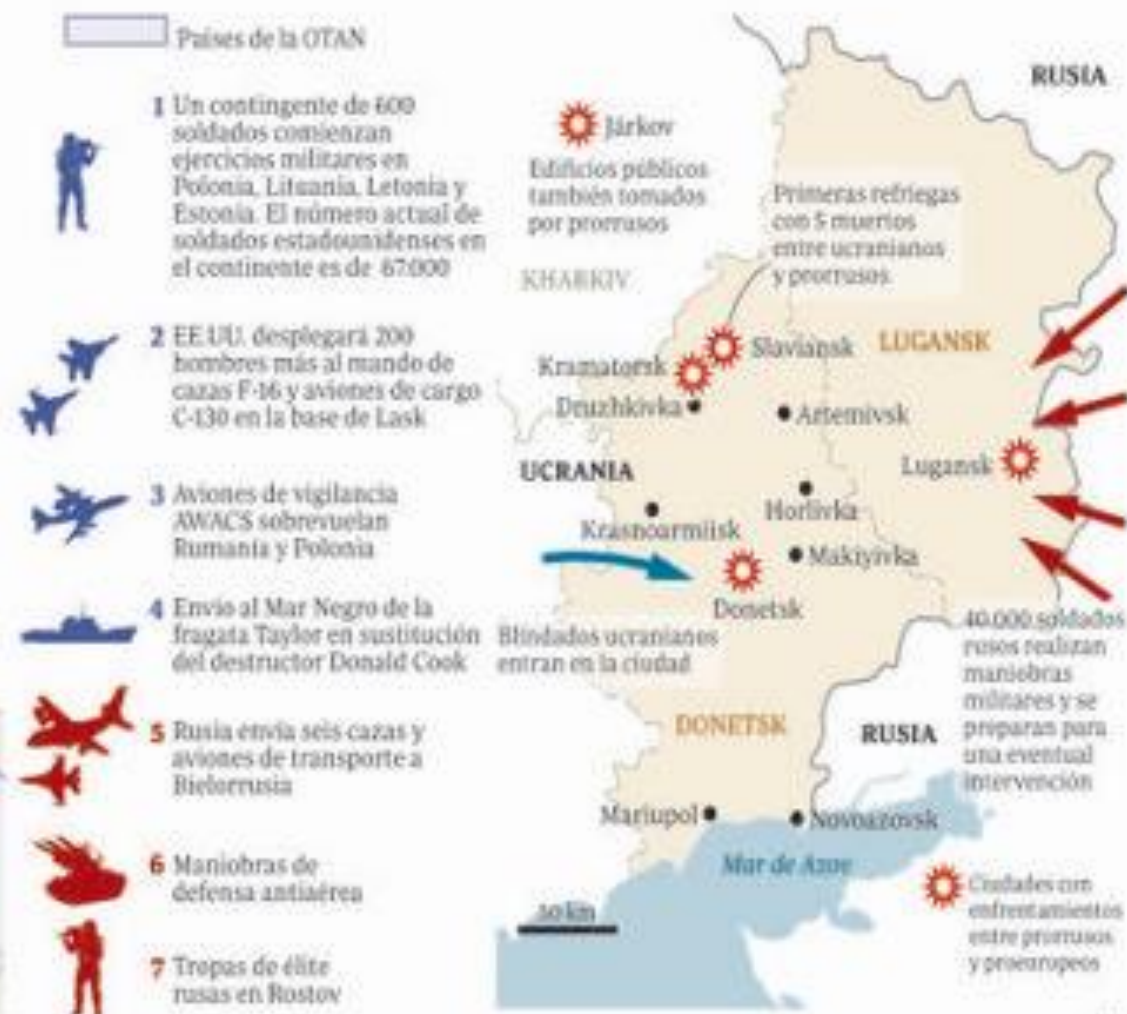 Países de la OTAN
1 Un contingente de 600
soldados comienzan
ejercicios militares en
Polonia, Lituania, Letonia y
Estonia. El número actual de
soldados estadounidenses en
el continente es de 67.000
2 EE.UU. desplegará 200
hombres más al mando de
cazas F-16 y aviones de cargo
C-130 en la base de Lask
3 Aviones de vigilancia
AWACS sobrevuelan
Rumanía y Polonia
4 Envio al Mar Negro de la
fragata Taylor en sustitución
del destructor Donald Cook
5 Rusia envía seis cazas y
aviones de transporte a
Bielorrusia
6 Maniobras de
defensa antiaérea
7 Tropas de élite
rusas en Rostov
RUSIA
Járkov
Edificios públicos
también tomados
por prorrusos
Primeras refriegas
con 5 muertos
entre ucranianos
y prorrusos
KHARKIV
LUGANSK
Slaviansk
Kramatorsk
Druzhkivka
Artemivsk
UCRANIA
Lugansk
Horlivka
Krasnoarmiisk
Makiyivka
Donetsk
Blindados ucranianos
entran en la ciudad
40.000 soldados
rusos realizan
maniobras
militares y se
preparan para
una eventual
intervención
DONETSK
RUSIA
Mariupol
Novoazovsk
Mar de Azov
km
Ciudades con
enfrentamientos
entre prorrusos
y proeuropeos